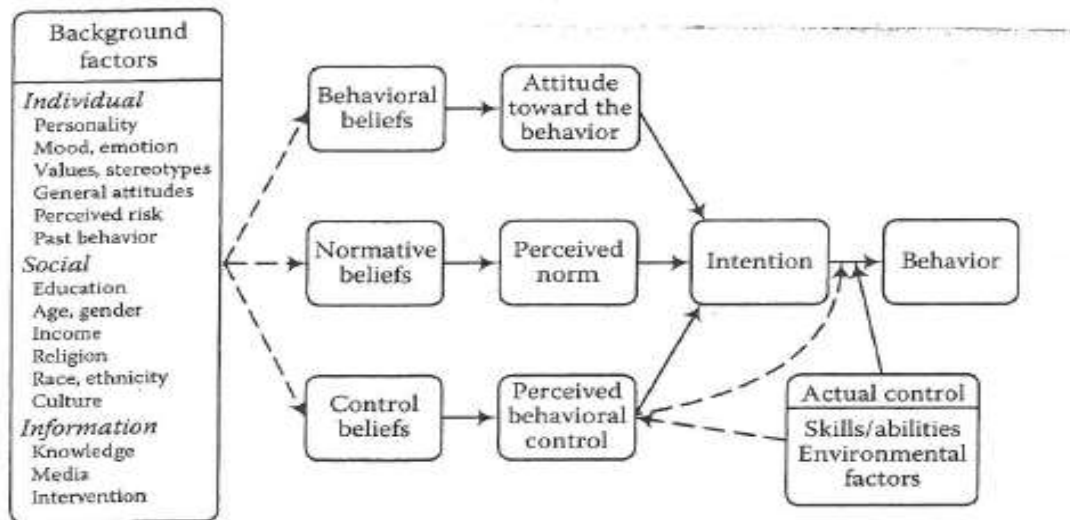 Background
factors
Individual
Personality
Mood, emotion
Values, stereotypes
General attitudes
Perceived risk
Past behavior
Social
Education
Age, gender
Income
Religion
Race, ethnicity
Culture
Information
Knowledge
Media
Intervention
Behavioral
beliefs
Attitude
toward the
behavior
Normative
beliefs
Perceived
norm
Intention
Behavior
Control
beliefs
Perceived
behavioral
control
Actual control
Skills/abilities
Environmental
factors